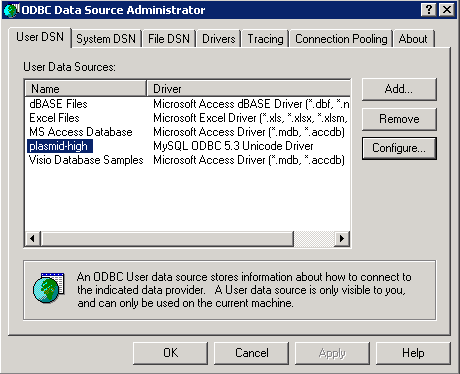 ODBC Data Source Administrator
User DSN System DSN File DSN Drivers Tracing Connection Pooling About
User Data Sources:
Name Driver
dBASE Files Microsoft Access dBASE Driver (*.dbf, *.n
Excel Files Microsoft Excel Driver (*.xls, *.xlsx, *.xlsm,
MS Access Database Microsoft Access Driver (*.mdb, *.accdb)
plasmid-high MySQL ODBC 5.3 Unicode Driver
Visio Database Samples Microsoft Access Driver (*.mdb, *.accdb)
Add...
Remove
Configure...
An ODBC User data source stores information about how to connect to
the indicated data provider. A User data source is only visible to you,
and can only be used on the current machine.
OK Cancel Apply Help